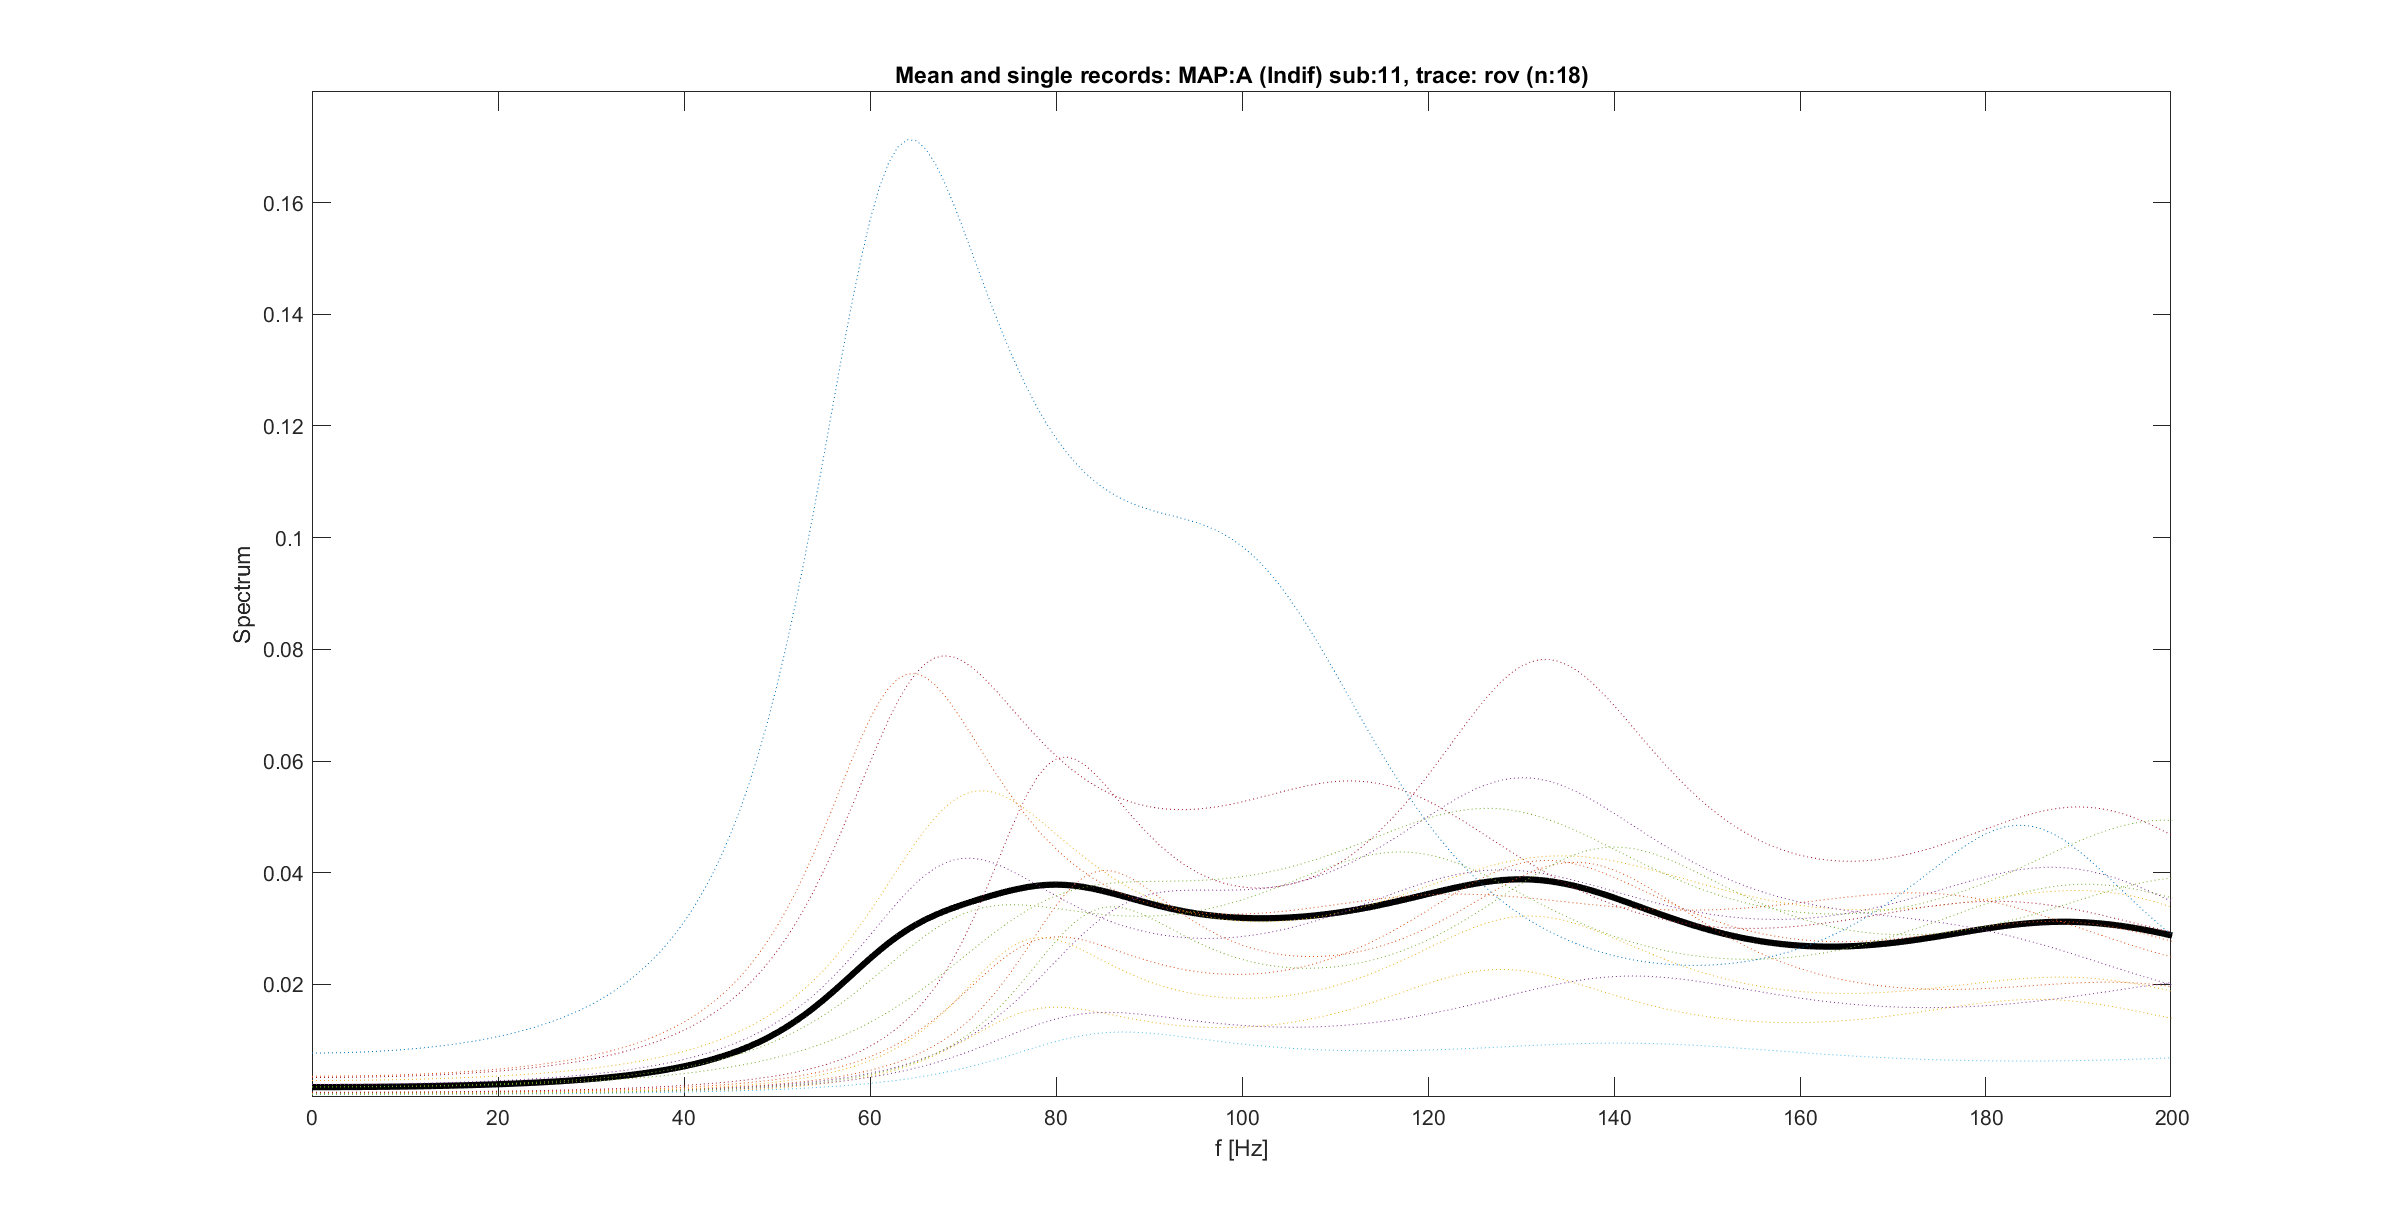 Mean and single records: MAP:A (Indif) sub:11, trace: rov (n:18)
0.16
0.14
0.12
0.1
0.08
0.06
0.04
0.02
Spectrum
0 20 40 60 80 100 120 140 160 180 200
f [Hz]